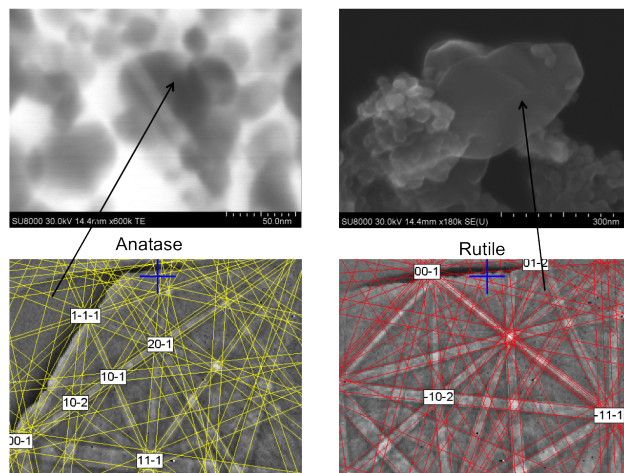 SU8000 30.0kV 14.4mm x600k TE 50.0nm
SU8000 30.0kV 14.4mm x180k SE(U) 300nm
Anatase
Rutile
00-1
01-2
1-1-1
20-1
10-1
10-2
-10-2
-11-1
00-1
11-1